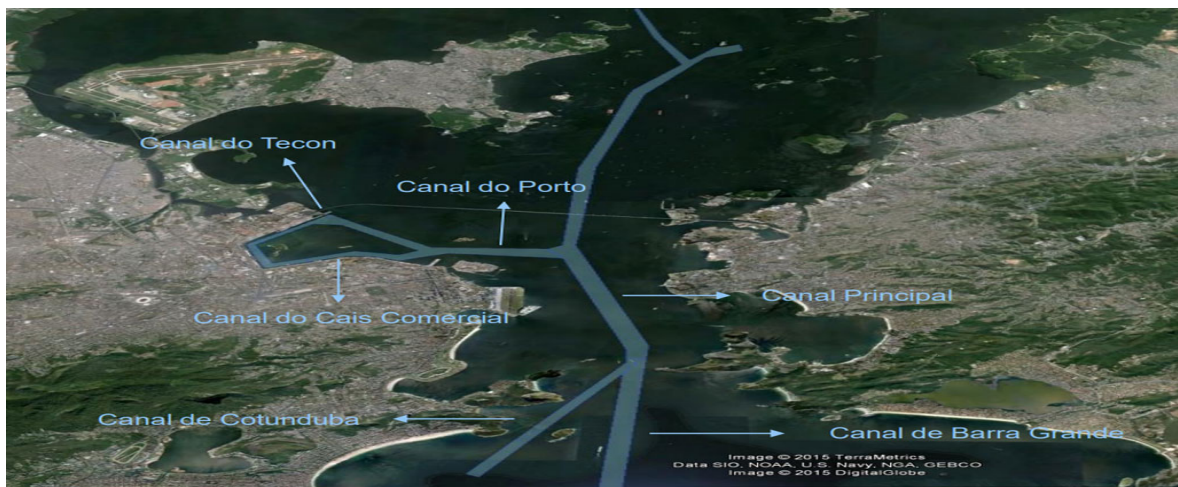 Canal do Tecon
Canal do Porto
Canal Principal
Canal do Cais Comercial
Canal de Cotunduba
Canal de Barra Grande
Image © 2015 TerraMetrics
Data SIO, NOAA, U.S. Navy, NGA, GEBCO
Image © 2015 DigitalGlobe